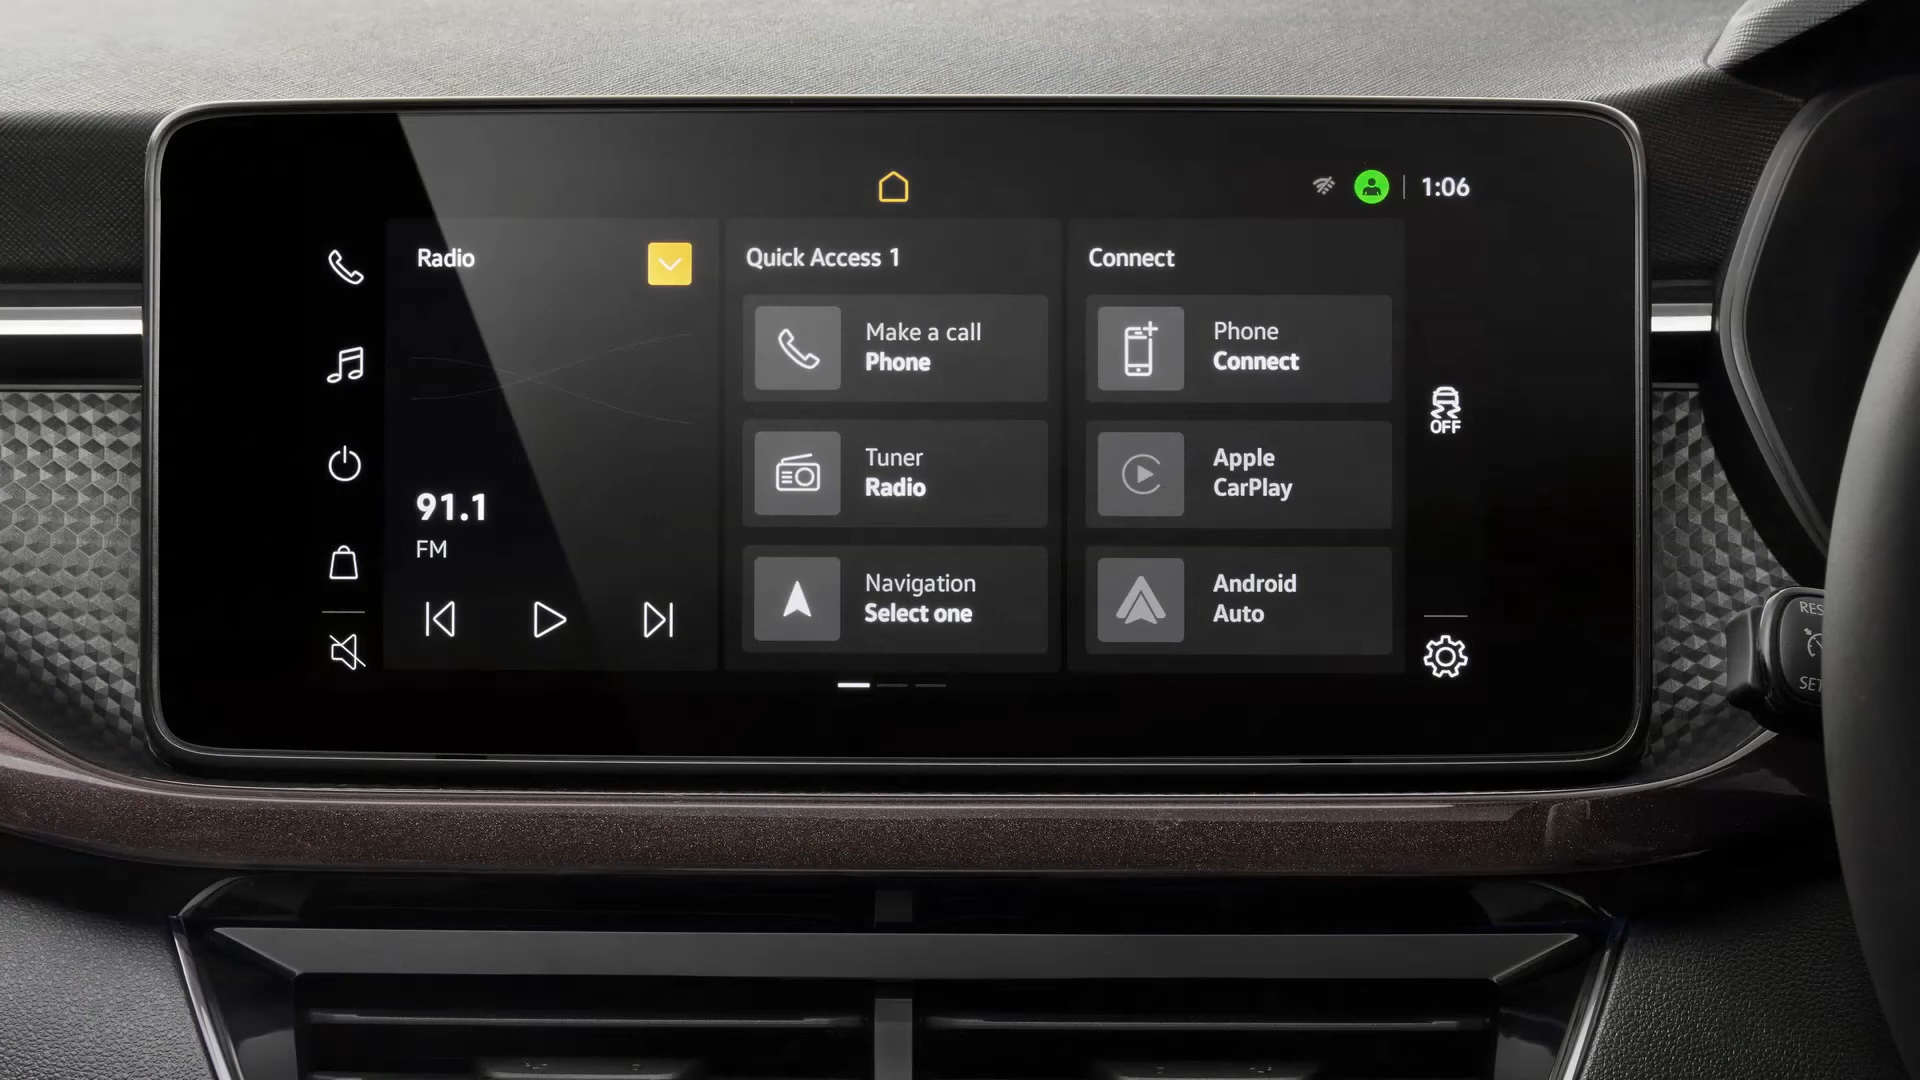 1:06
Radio
91.1
FM
Quick Access 1
Make a call
Phone
Tuner
Radio
Navigation
Select one
Connect
Phone
Connect
Apple
CarPlay
Android
Auto
OFF